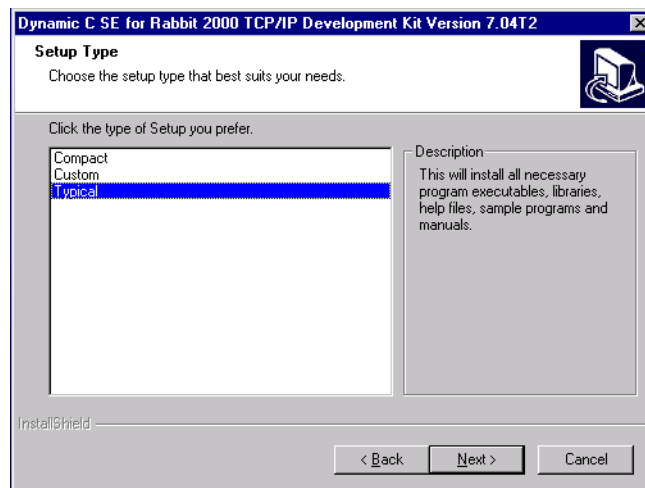 Dynamic C SE for Rabbit 2000 TCP/IP Development Kit Version 7.04T2
Setup Type
Choose the setup type that best suits your needs.
Click the type of Setup you prefer.
Compact
Custom
Typical
Description
This will install all necessary
program executables, libraries,
help files, sample programs and
manuals.
InstallShield
< Back
Next >
Cancel